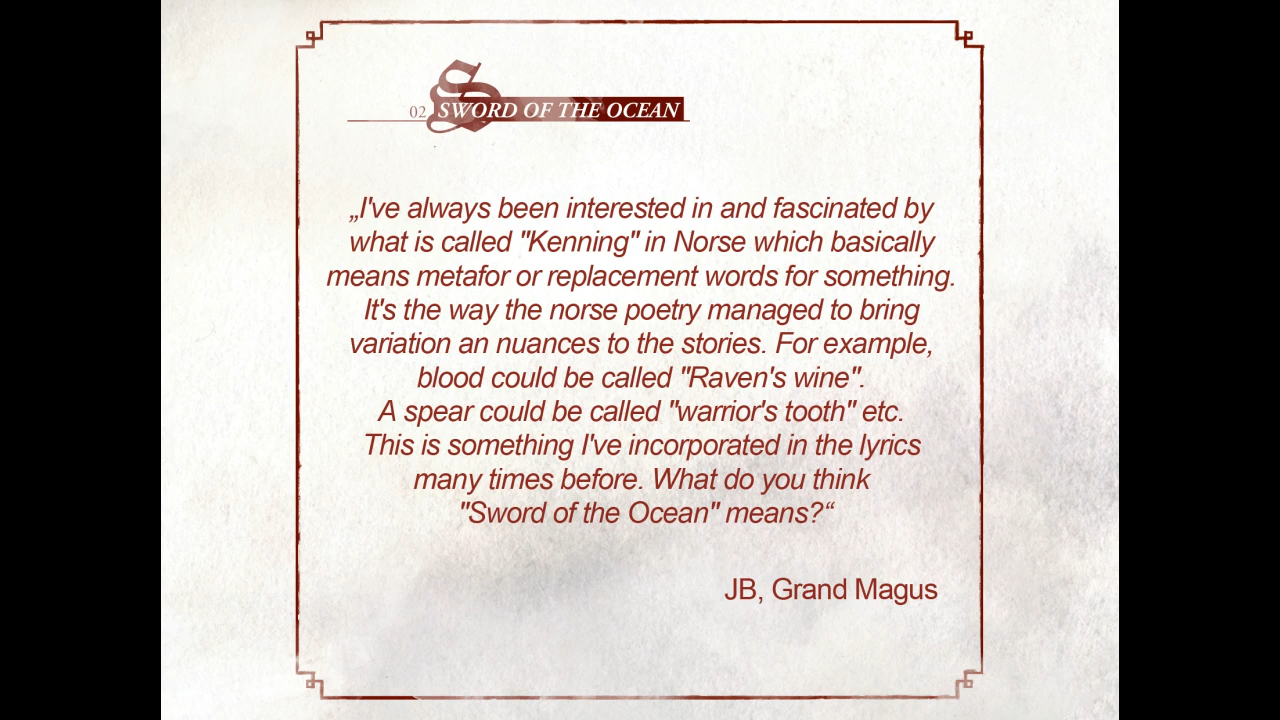 02 SWORD OF THE OCEAN
„I've always been interested in and fascinated by
what is called "Kenning" in Norse which basically
means metafor or replacement words for something.
It's the way the norse poetry managed to bring
variation an nuances to the stories. For example,
blood could be called "Raven's wine".
A spear could be called "warrior's tooth" etc.
This is something I've incorporated in the lyrics
many times before. What do you think
"Sword of the Ocean" means?“
JB, Grand Magus